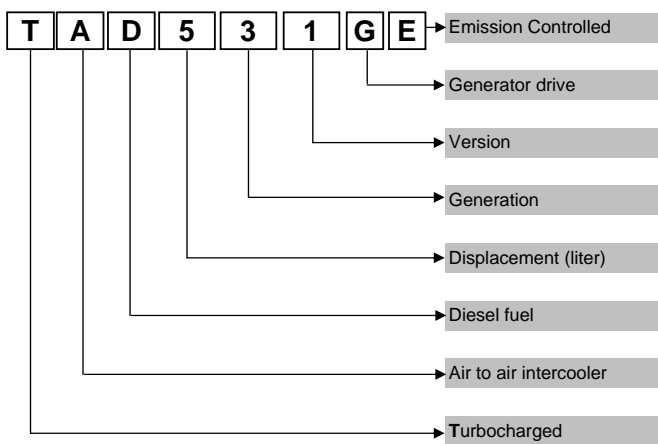 T A D 5 3 1 G E
Emission Controlled
Generator drive
Version
Generation
Displacement (liter)
Diesel fuel
Air to air intercooler
Turbocharged